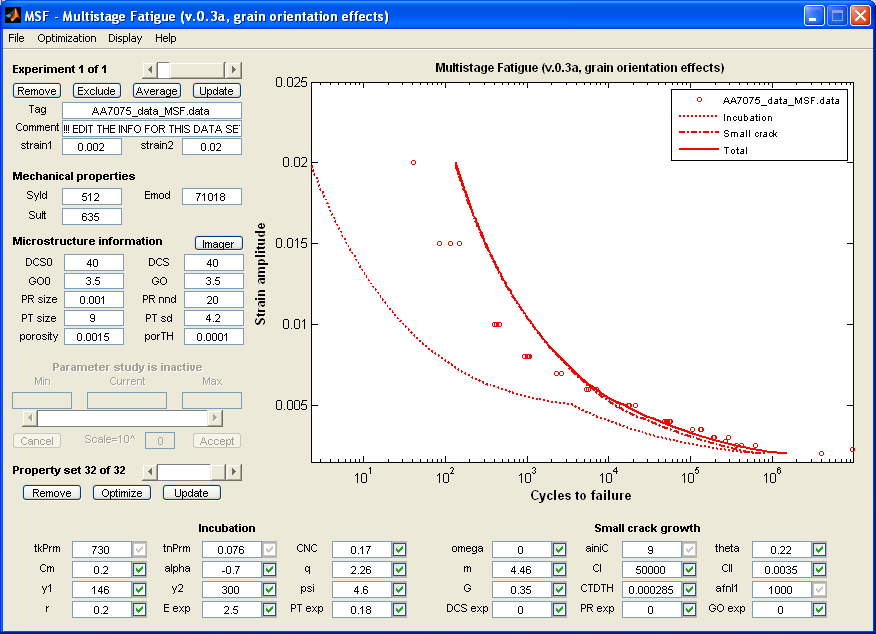 MSF - Multistage Fatigue (v.0.3a, grain orientation effects)
File Optimization Display Help
Experiment 1 of 1
Remove Exclude Average Update
Tag AA7075_data_MSF.data
Comment !!! EDIT THE INFO FOR THIS DATA SET
strain1 0.002 strain2 0.02
Mechanical properties
Syld 512 Emod 71018
Sult 635
Microstructure information Imager
DCS0 40 DCS 40
GO0 3.5 GO 3.5
PR size 0.001 PR nnd 20
PT size 9 PT sd 4.2
porosity 0.0015 porTH 0.0001
Parameter study is inactive
Min Current Max
Cancel Scale=10^ 0 Accept
Property set 32 of 32
Remove Optimize Update
Multistage Fatigue (v.0.3a, grain orientation effects)
AA7075_data_MSF.data
Incubation
Small crack
Total
Strain amplitude
0.025
0.02
0.015
0.01
0.005
10^1 10^2 10^3 10^4 10^5 10^6
Cycles to failure
Incubation
tkPrm 730 tnPrm 0.076 CNC 0.17
Cm 0.2 alpha -0.7 q 2.26
y1 146 y2 300 psi 4.6
r 0.2 E exp 2.5 PT exp 0.18
Small crack growth
omega 0 ainiC 9 theta 0.22
m 4.46 CI 50000 CII 0.0035
G 0.35 CTDTH 0.000285 afnl1 1000
DCS exp 0 PR exp 0 GO exp 0